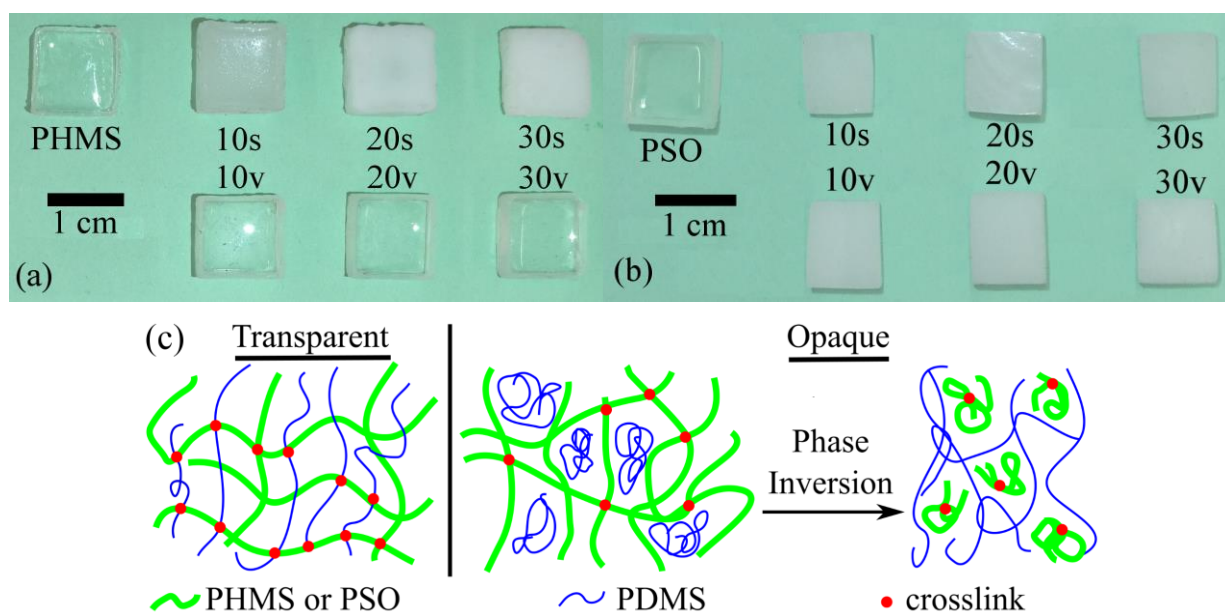 PHMS
10s
20s
30s
10v
20v
30v
1 cm
(a)
PSO
10s
20s
30s
10v
20v
30v
1 cm
(b)
(c)
Transparent
Opaque
Phase
Inversion
PHMS or PSO
PDMS
crosslink